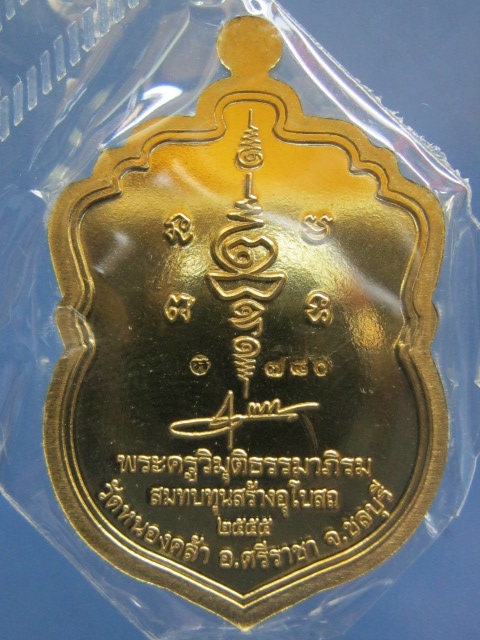 ๗๘๐
พระครูวิมุติธรรมาภิรม
สมทบทุนสร้างอุโบสถ
๒๕๕๕
วัดหนองคล้า อ.ศรีราชา จ.ชลบุรี